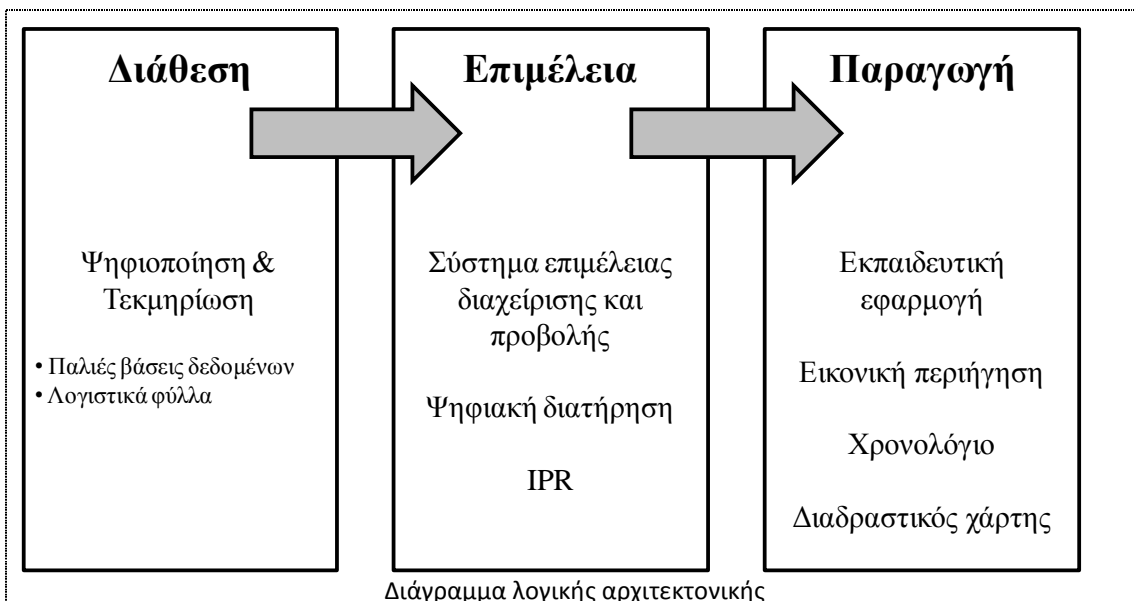 Διάθεση
Ψηφιοποίηση &
Τεκμηρίωση
• Παλιές βάσεις δεδομένων
• Λογιστικά φύλλα
Επιμέλεια
Σύστημα επιμέλειας
διαχείρισης και
προβολής
Ψηφιακή διατήρηση
IPR
Παραγωγή
Εκπαιδευτική
εφαρμογή
Εικονική περιήγηση
Χρονολόγιο
Διαδραστικός χάρτης
Διάγραμμα λογικής αρχιτεκτονικής